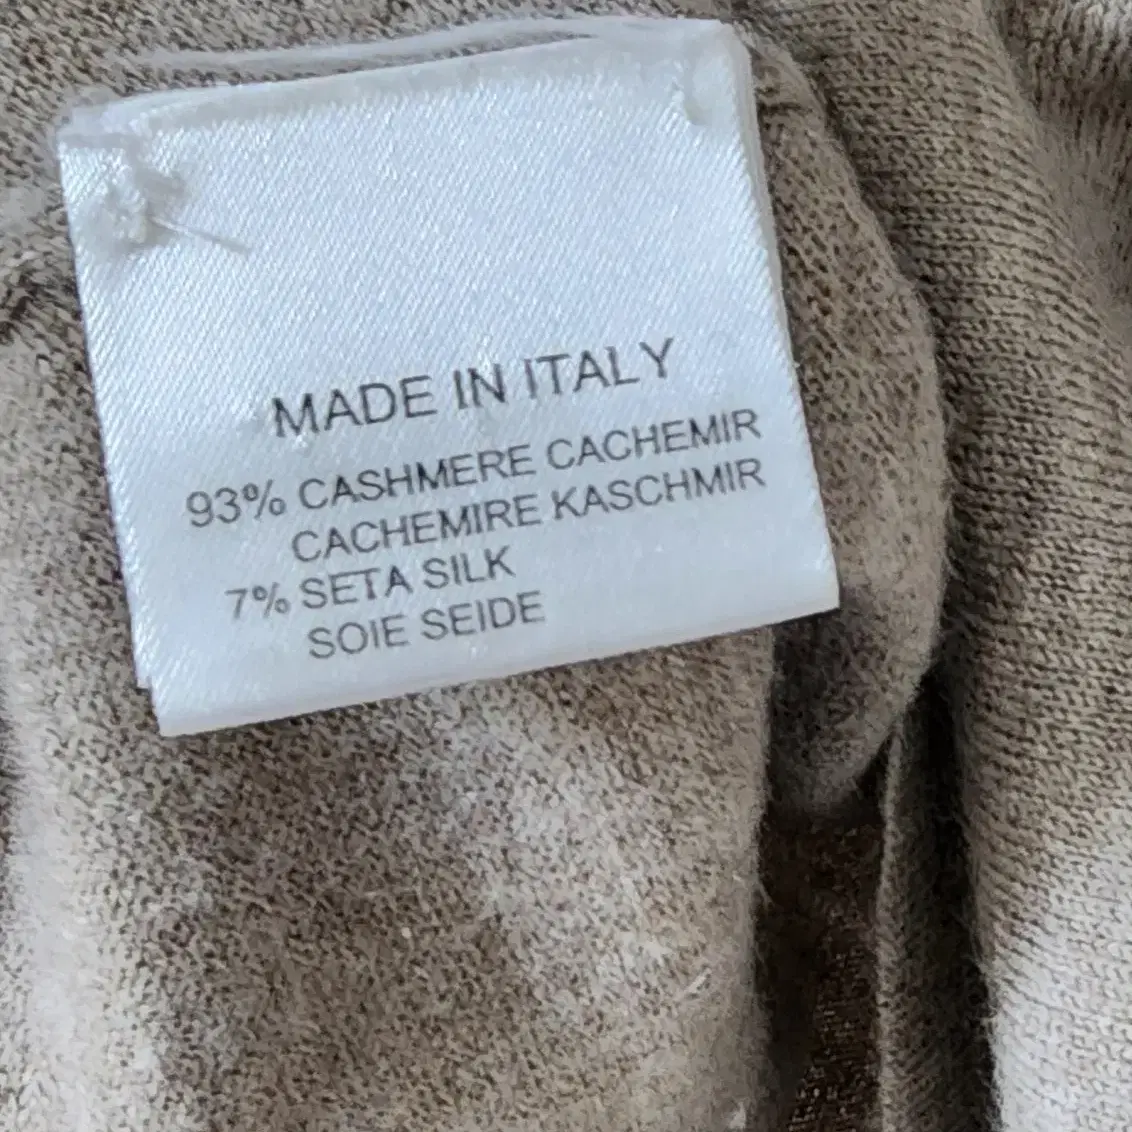 MADE IN ITALY
93% CASHMERE CACHEMIR
CACHEMIRE KASCHMIR
7% SETA SILK
SOIE SEIDE